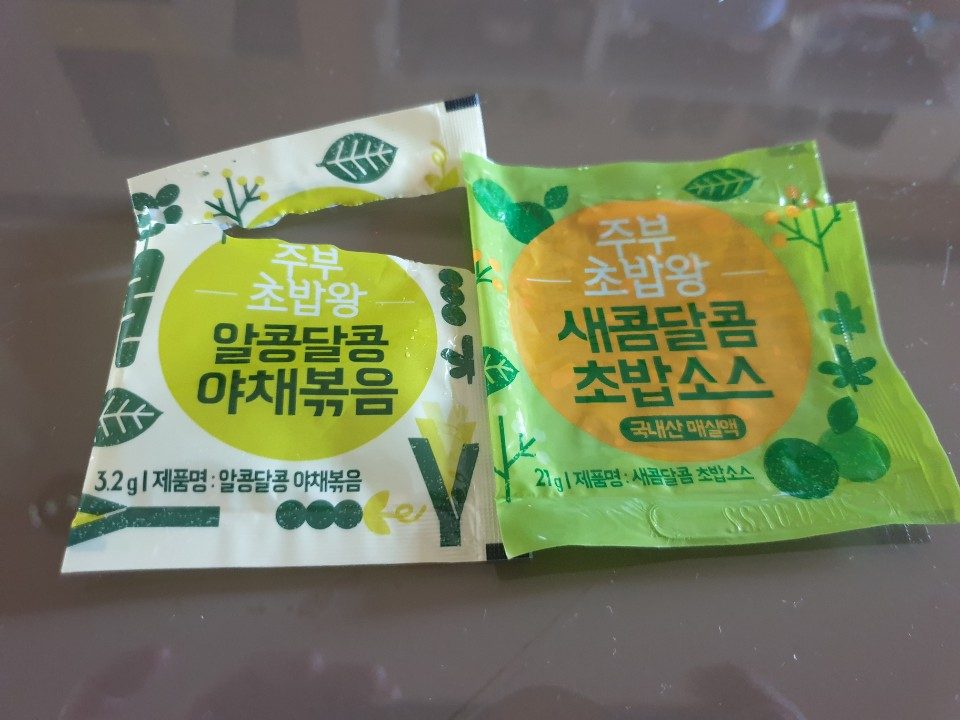 주부
초밥왕
알콩달콩
야채볶음
3.2g | 제품명 : 알콩달콩 야채볶음
주부
초밥왕
새콤달콤
초밥소스
국내산 매실액
21g | 제품명 : 새콤달콤 초밥소스